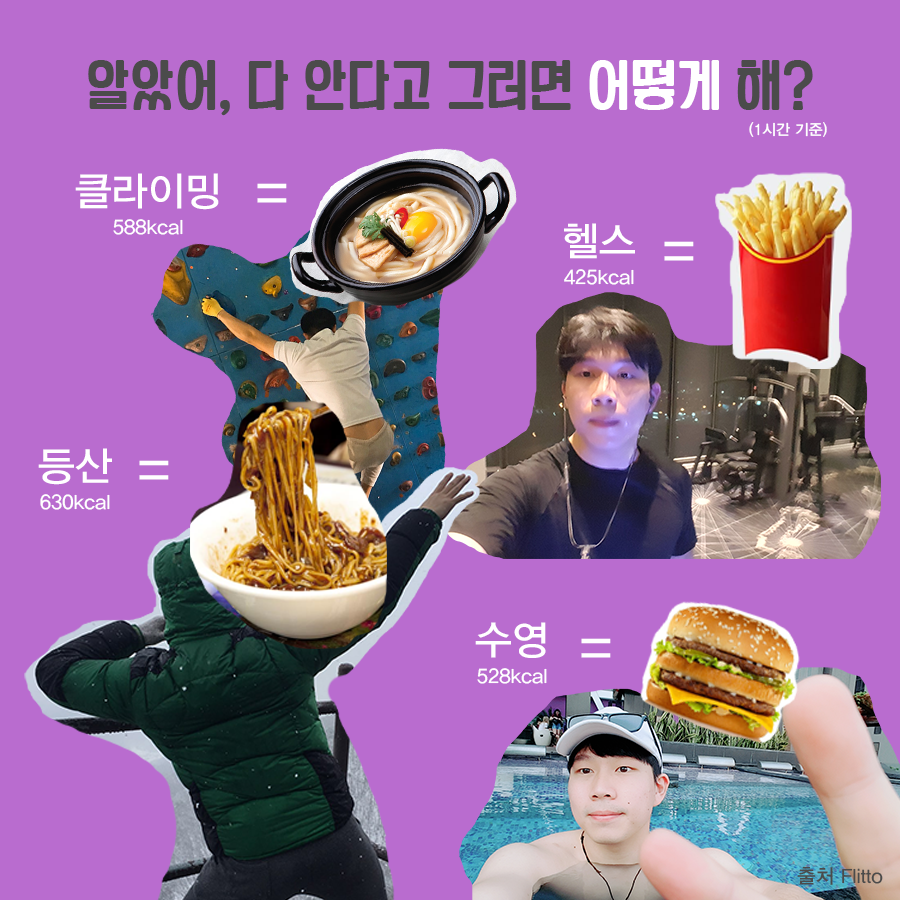 알았어, 다 안다고 그러면 어떻게 해?
(1시간 기준)
클라이밍 =
588kcal
헬스 =
425kcal
등산 =
630kcal
수영 =
528kcal
출처 Flitto